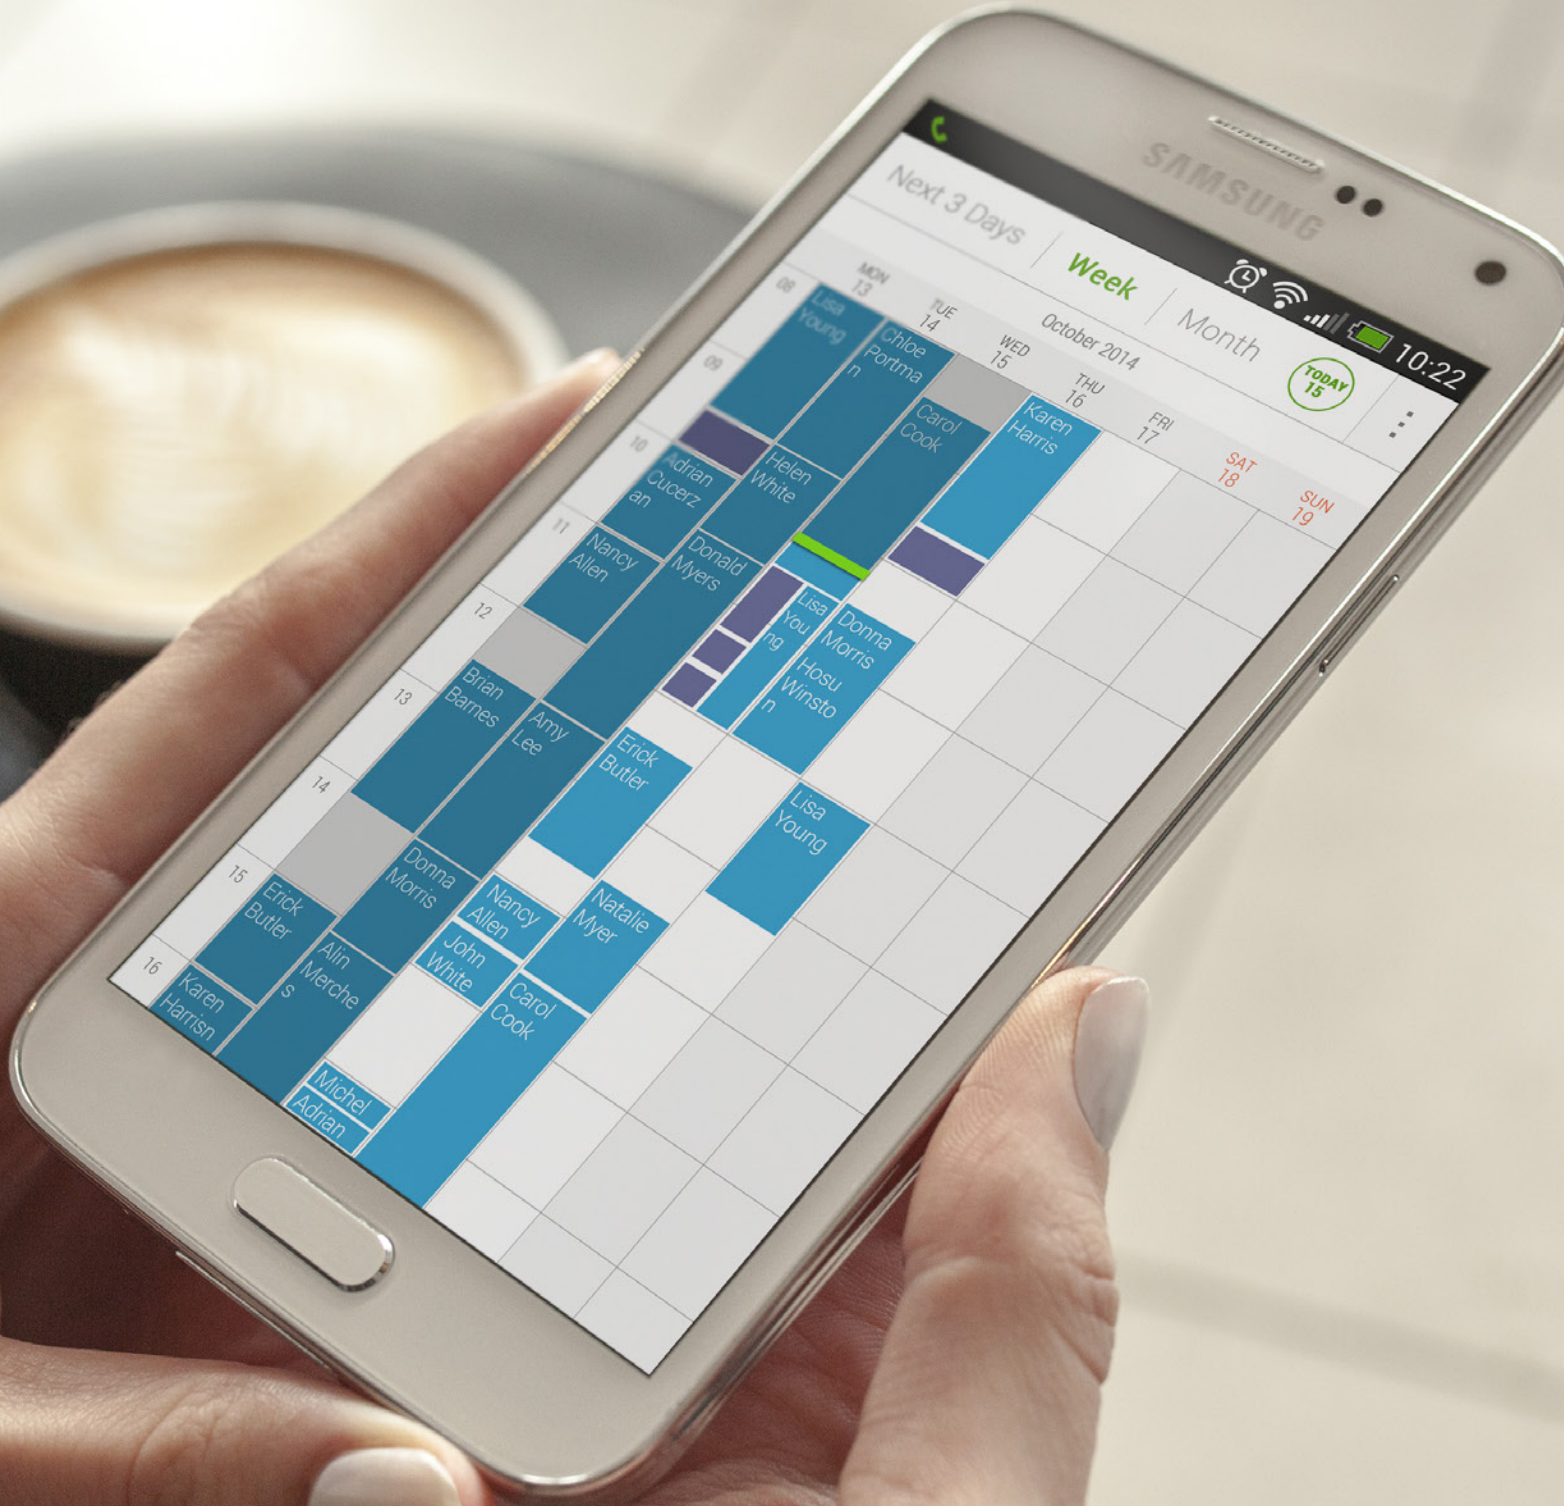 SAMSUNG
10:22
Next 3 Days
Week
Month
TODAY
15
October 2014
MON
13
TUE
14
WED
15
THU
16
FRI
17
SAT
18
SUN
19
08
09
10
11
12
13
14
15
16
Lisa
Young
Adrian
Cucerz
an
Nancy
Allen
Brian
Barnes
Erick
Butler
Karen
Harrisn
Chloe
Portma
n
Helen
White
Donald
Myers
Amy
Lee
Donna
Morris
Alin
Merche
s
Carol
Cook
Lisa
You
ng
Erick
Butler
Nancy
Allen
John
White
Michel
Adrian
Karen
Harris
Donna
Morris
Hosu
Winsto
n
Natalie
Myer
Carol
Cook
Lisa
Young